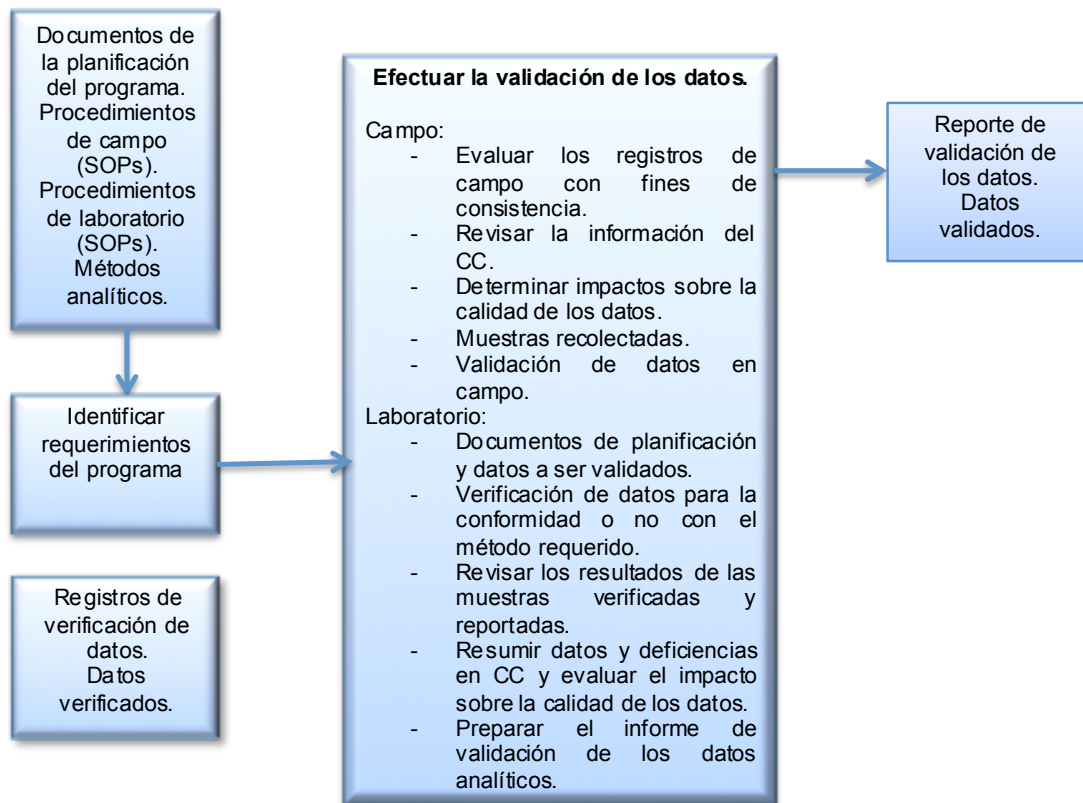 Documentos de
la planificación
del programa.
Procedimientos
de campo
(SOPs).
Procedimientos
de laboratorio
(SOPs).
Métodos
analíticos.
Identificar
requerimientos
del programa
Registros de
verificación de
datos.
Datos
verificados.
Efectuar la validación de los datos.
Campo:
- Evaluar los registros de
campo con fines de
consistencia.
- Revisar la información del
CC.
- Determinar impactos sobre la
calidad de los datos.
- Muestras recolectadas.
- Validación de datos en
campo.
Laboratorio:
- Documentos de planificación
y datos a ser validados.
- Verificación de datos para la
conformidad o no con el
método requerido.
- Revisar los resultados de las
muestras verificadas y
reportadas.
- Resumir datos y deficiencias
en CC y evaluar el impacto
sobre la calidad de los datos.
- Preparar el informe de
validación de los datos
analíticos.
Reporte de
validación de
los datos.
Datos
validados.